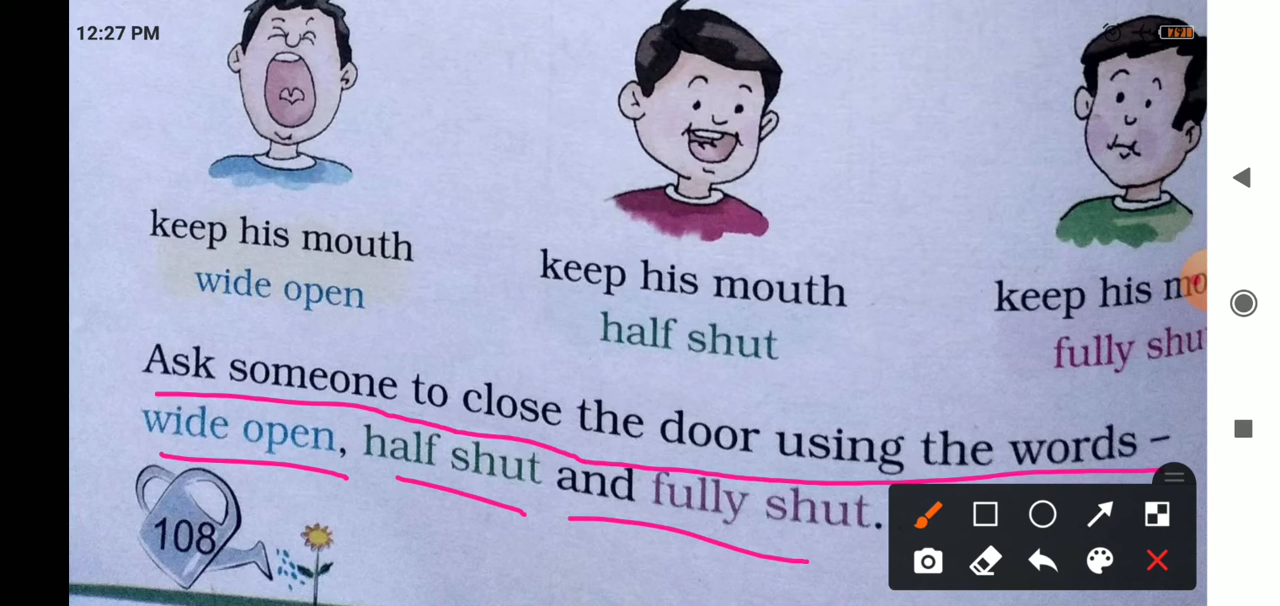 12:27 PM
79
keep his mouth
wide open
keep his mouth
half shut
keep his mo
fully shu
Ask someone to close the door using the words –
wide open, half shut and fully shut.
108